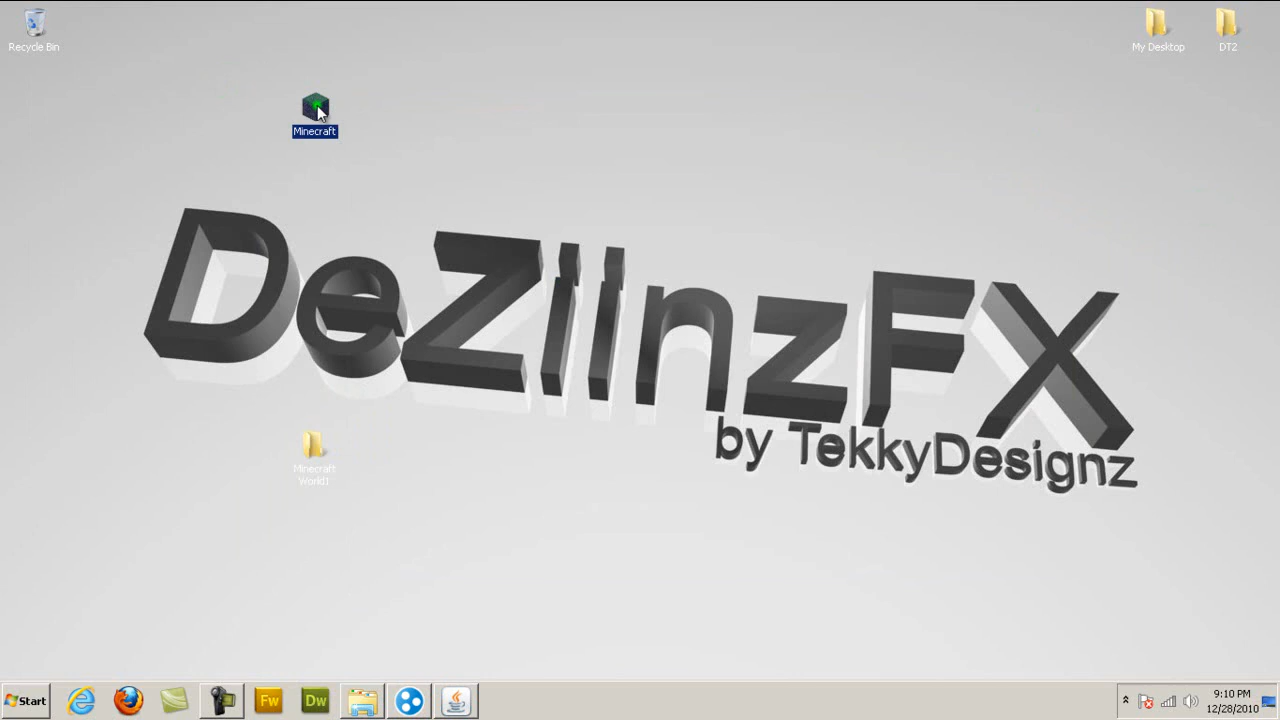 Recycle Bin
My Desktop
DT2
Minecraft
DeZiinzFX
by TekkyDesignz
Minecraft
World1
Start
Fw
Dw
9:10 PM
12/28/2010